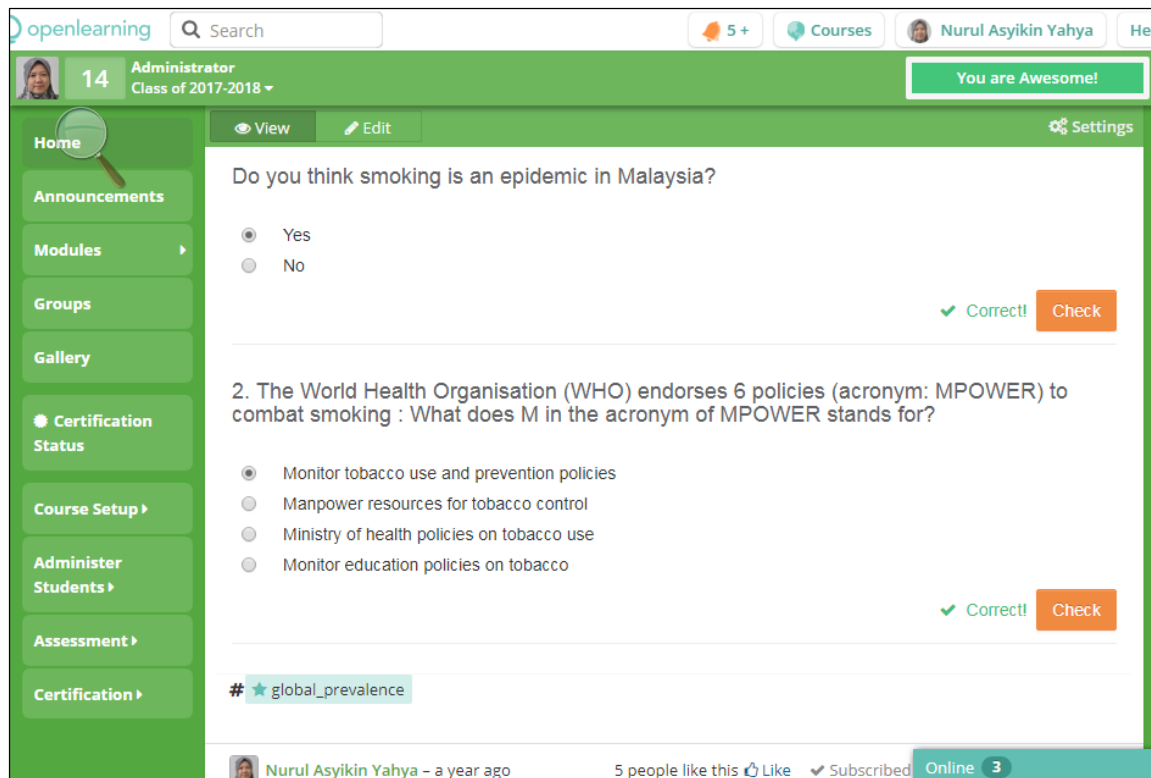 openlearning
Search
5 +
Courses
Nurul Asyikin Yahya
He
14
Administrator
Class of 2017-2018
You are Awesome!
Home
Announcements
Modules
Groups
Gallery
Certification
Status
Course Setup
Administer
Students
Assessment
Certification
View
Edit
Settings
Do you think smoking is an epidemic in Malaysia?
Yes
No
Correct!
Check
2. The World Health Organisation (WHO) endorses 6 policies (acronym: MPOWER) to
combat smoking : What does M in the acronym of MPOWER stands for?
Monitor tobacco use and prevention policies
Manpower resources for tobacco control
Ministry of health policies on tobacco use
Monitor education policies on tobacco
Correct!
Check
# global_prevalence
Nurul Asyikin Yahya – a year ago
5 people like this Like
Subscribed
Online 3